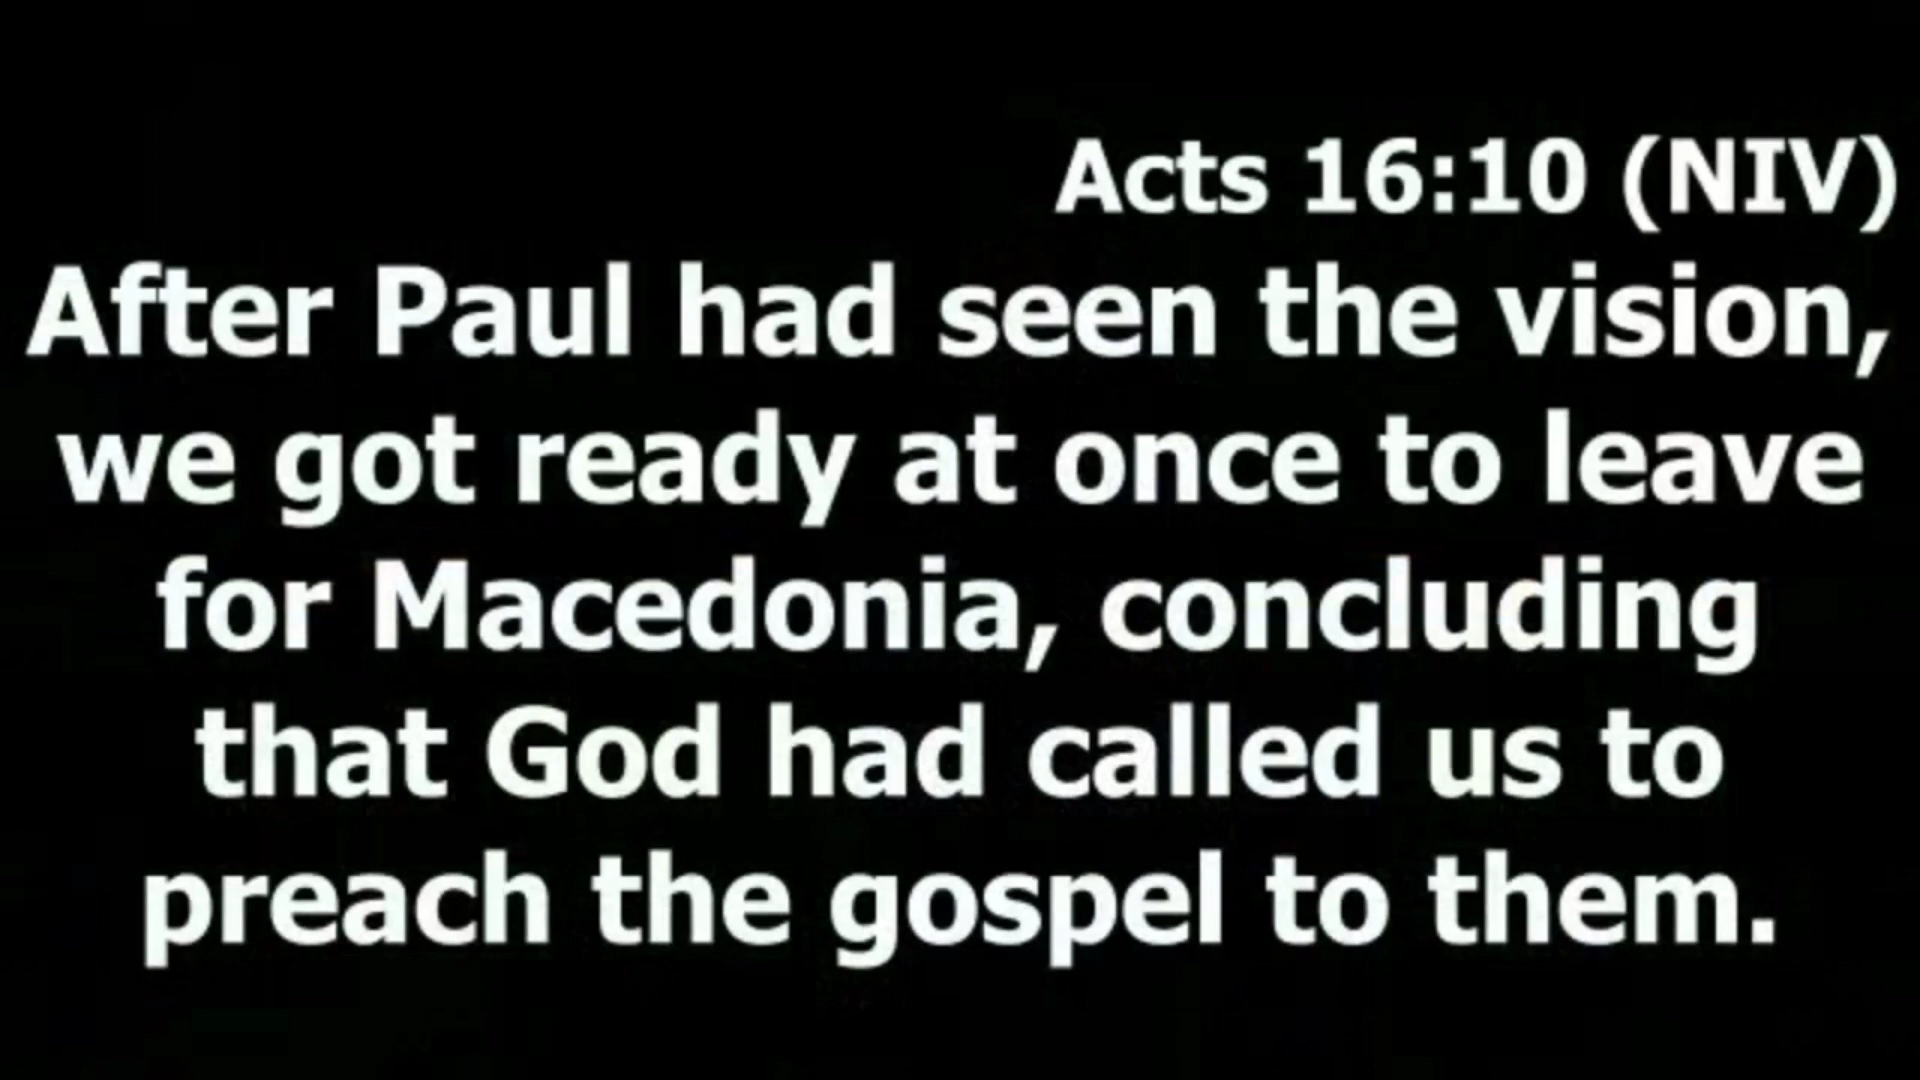 Acts 16:10 (NIV)
After Paul had seen the vision,
we got ready at once to leave
for Macedonia, concluding
that God had called us to
preach the gospel to them.